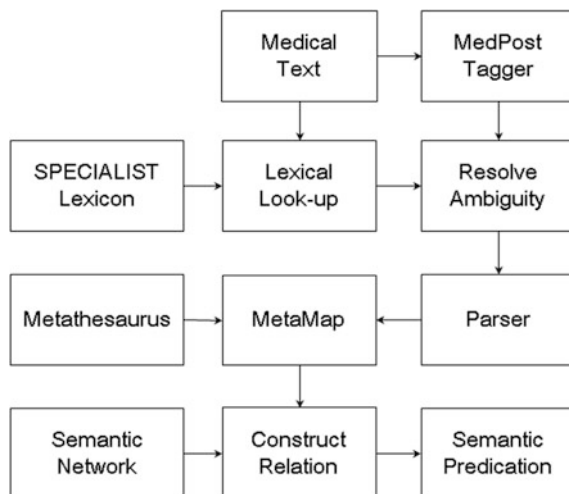 Medical
Text
MedPost
Tagger
SPECIALIST
Lexicon
Lexical
Look-up
Resolve
Ambiguity
Metathesaurus
MetaMap
Parser
Semantic
Network
Construct
Relation
Semantic
Predication